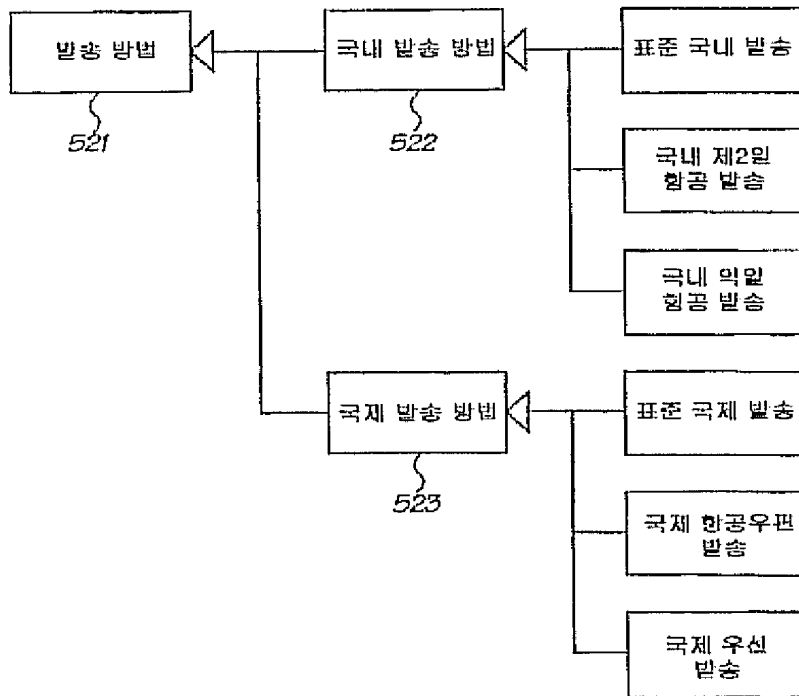 발송 방법
521
국내 발송 방법
522
표준 국내 발송
국내 제2일
항공 발송
국내 익일
항공 발송
국제 발송 방법
523
표준 국제 발송
국제 항공우편
발송
국제 우선
발송